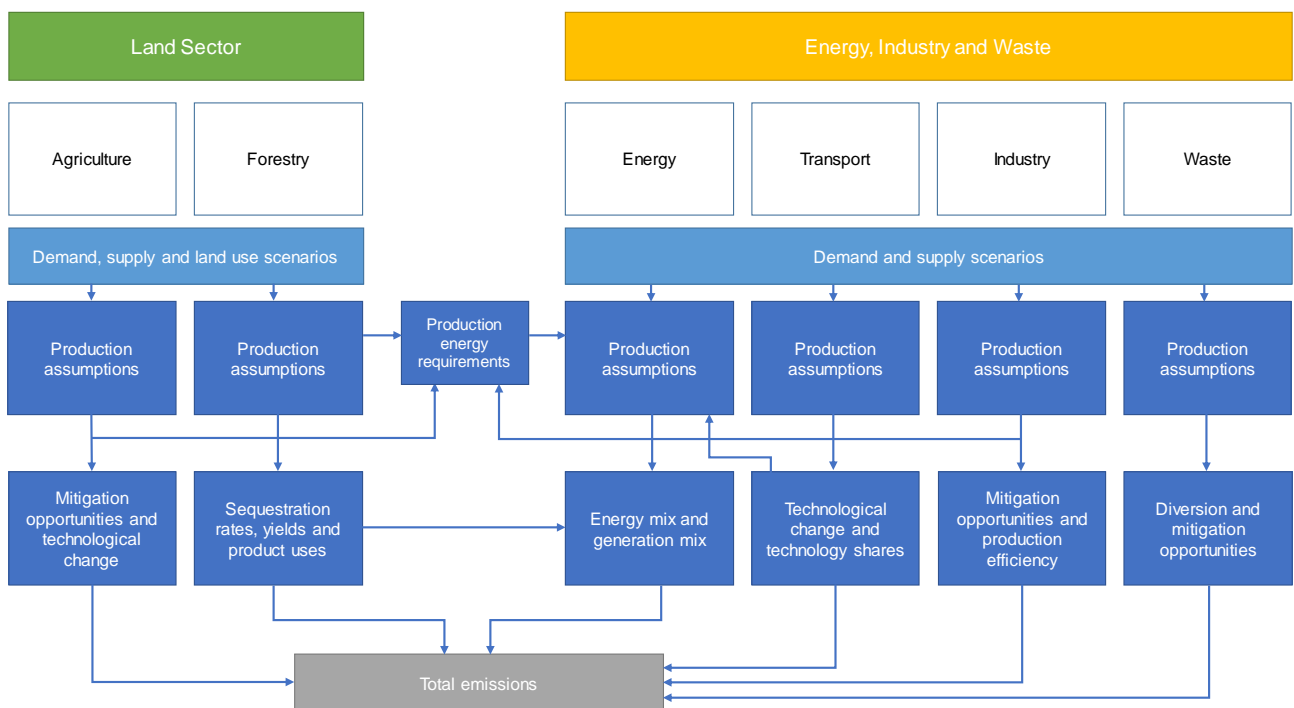 Land Sector
Energy, Industry and Waste
Agriculture
Forestry
Energy
Transport
Industry
Waste
Demand, supply and land use scenarios
Demand and supply scenarios
Production
assumptions
Production
assumptions
Production
energy
requirements
Production
assumptions
Production
assumptions
Production
assumptions
Production
assumptions
Mitigation
opportunities and
technological
change
Sequestration
rates, yields and
product uses
Energy mix and
generation mix
Technological
change and
technology shares
Mitigation
opportunities and
production
efficiency
Diversion and
mitigation
opportunities
Total emissions